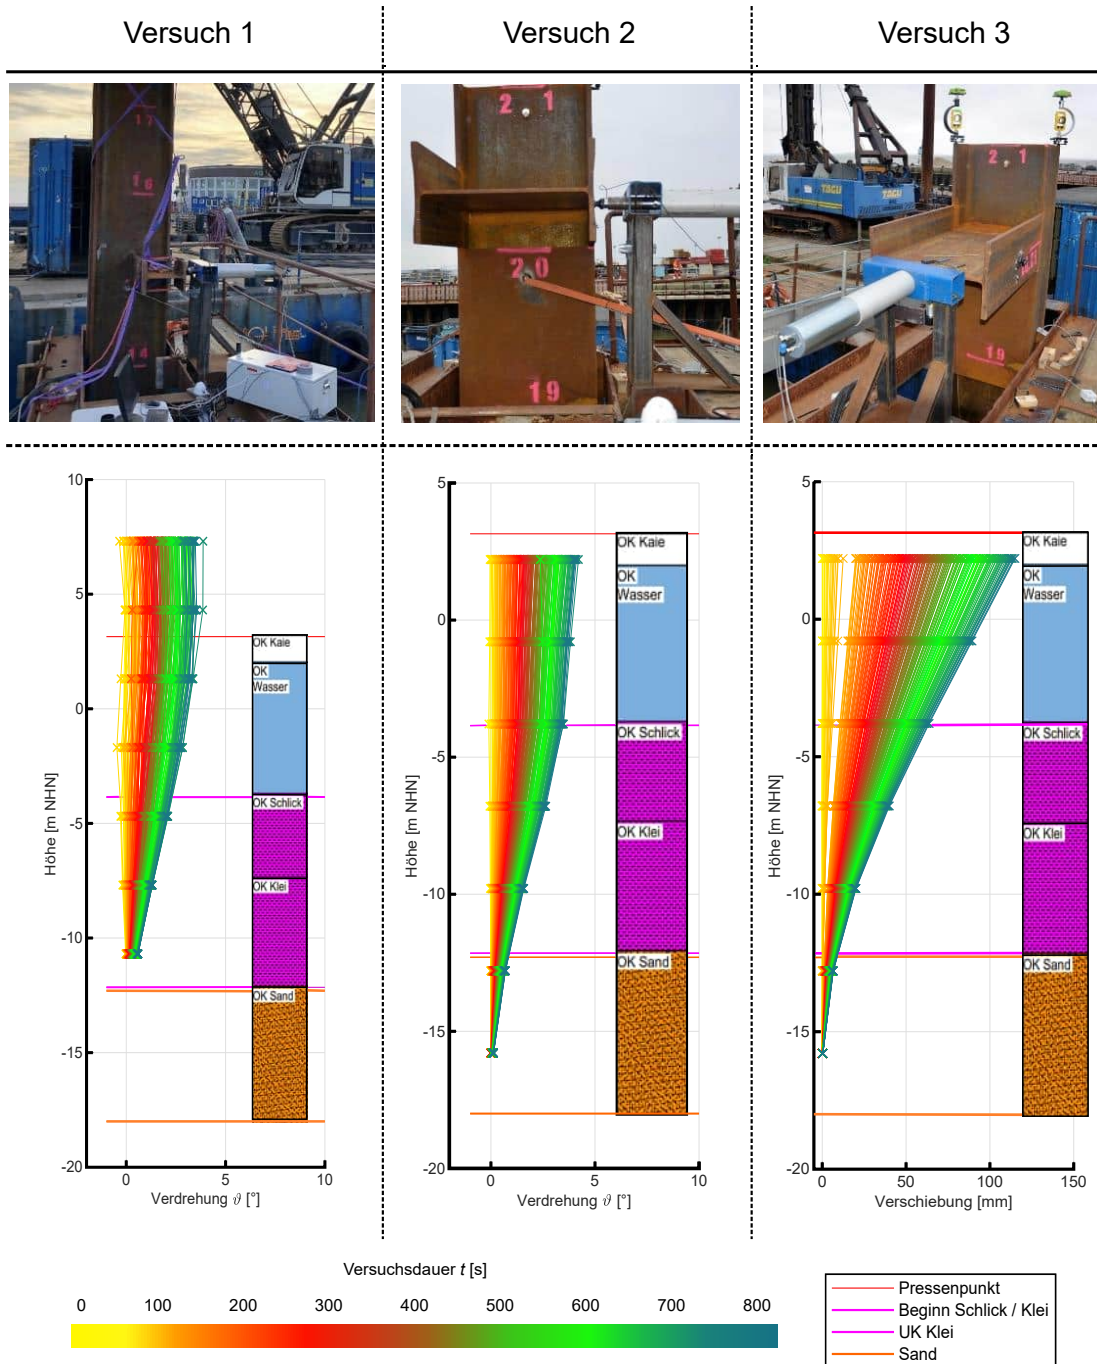 Versuch 1
Versuch 2
Versuch 3
17
16
14
2 1
2 0
19
TAGU
2 1
19
10
5
0
-5
-10
-15
-20
Höhe [m NHN]
OK Kaie
OK
Wasser
OK Schlick
OK Klei
OK Sand
0
5
10
Verdrehung ϑ [°]
5
0
-5
-10
-15
-20
Höhe [m NHN]
OK Kaie
OK
Wasser
OK Schlick
OK Klei
OK Sand
0
5
10
Verdrehung ϑ [°]
5
0
-5
-10
-15
-20
Höhe [m NHN]
OK Kaie
OK
Wasser
OK Schlick
OK Klei
OK Sand
0
50
100
150
Verschiebung [mm]
Versuchsdauer t [s]
0 100 200 300 400 500 600 700 800
Pressenpunkt
Beginn Schlick / Klei
UK Klei
Sand